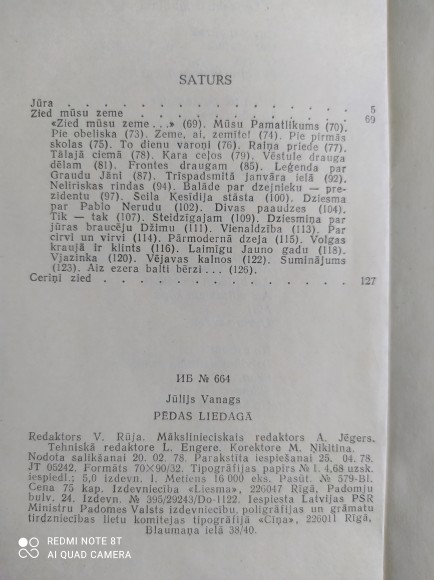 SATURS
Jūra . . . . . . . . . . . . . . . . 5
Zied mūsu zeme . . . . . . . . . . . . . 69
«Zied mūsu zeme...» (69). Mūsu Pamatlikums (70).
Pie obeliska (73). Zeme, ai, zemīte! (74). Pie pirmās
skolas (75). To dienu varoņi (76). Raiņa priede (77).
Tālajā ciemā (78). Kara ceļos (79). Vēstule drauga
dēlam (81). Frontes draugam (85). Leģenda par
Graudu Jāni (87). Trīspadsmitā janvāra ielā (92).
Neliriskas rindas (94). Balāde par dzejnieku — pre-
zidentu (97). Seila Kesidija stāsta (100). Dziesma
par Pablo Nerudu (102). Divas paaudzes (104).
Tik — tak (107). Steidzīgajam (109). Dziesmiņa par
jūras braucēju Džimu (111). Vienaldzība (113). Par
cirvi un virvi (114). Pārmodernā dzeja (115). Volgas
kraujā ir klints (116). Laimīgu Jauno gadu (118).
Vjazinka (120). Vējavas kalnos (122). Suminājums
(123). Aiz ezera balti bērzi... (126).
Ceriņi zied . . . . . . . . . . . . . . 127
ИБ № 664
Jūlijs Vanags
PĒDAS LIEDAGĀ
Redaktors V. Rūja. Mākslinieciskais redaktors A. Jēgers.
Tehniskā redaktore L. Engere. Korektore M. Ņikitina.
Nodota salikšanai 20. 02. 78. Parakstīta iespiešanai 25. 04. 78.
JT 05242. Formāts 70×90/32. Tipogrāfijas papīrs № 1. 4,68 uzsk.
iespiedl.; 5,0 izdevn. l. Metiens 16 000 eks. Pasūt. № 579-Bl.
Cena 75 kap. Izdevniecība «Liesma», 226047 Rīgā, Padomju
bulv. 24. Izdevn. № 395/29243/Do-1122. Iespiesta Latvijas PSR
Ministru Padomes Valsts izdevniecību, poligrāfijas un grāmatu
tirdzniecības lietu komitejas tipogrāfijā «Cīņa», 226011 Rīgā,
Blaumaņa ielā 38/40.
REDMI NOTE 8T
AI QUAD CAMERA